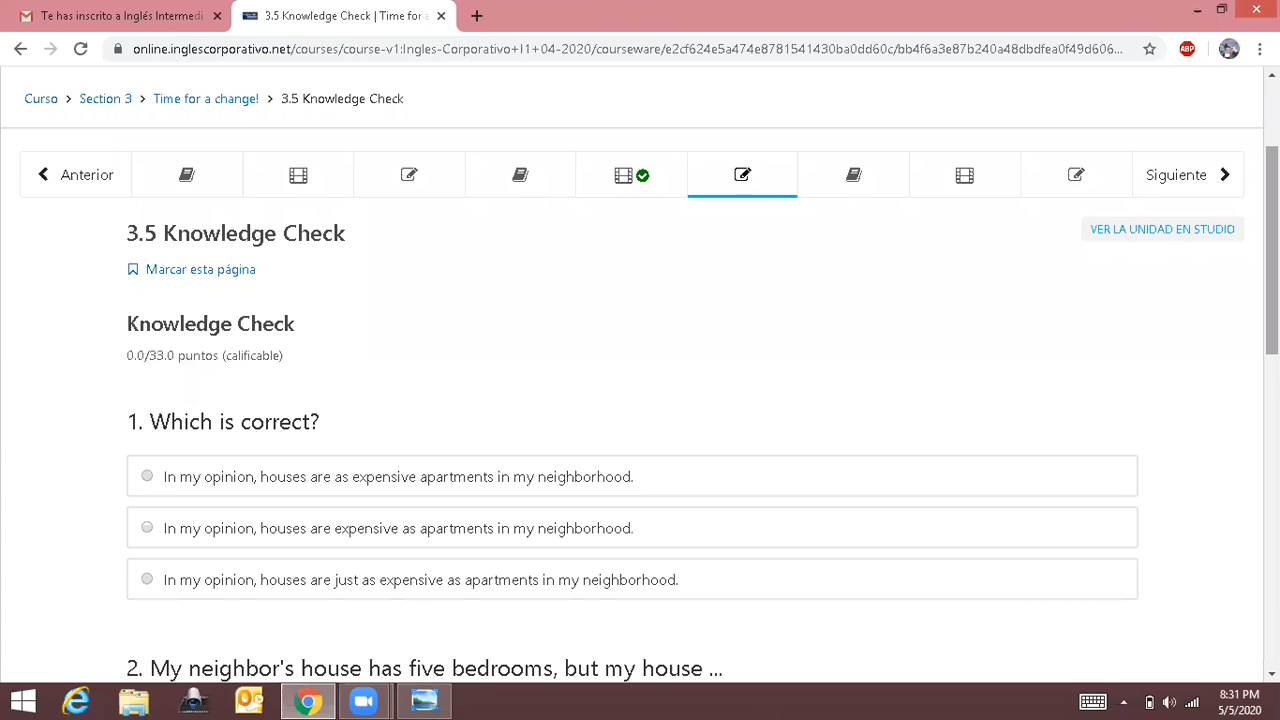 Te has inscrito a Inglés Intermedi
3.5 Knowledge Check | Time for a
online.inglescorporativo.net/courses/course-v1:Ingles-Corporativo+I1+04-2020/courseware/e2cf624e5a474e8781541430ba0dd60c/bb4f6a3e87b240a48dbdfea0f49d606...
ABP
Curso > Section 3 > Time for a change! > 3.5 Knowledge Check
Anterior
Siguiente
3.5 Knowledge Check
VER LA UNIDAD EN STUDIO
Marcar esta página
Knowledge Check
0.0/33.0 puntos (calificable)
1. Which is correct?
In my opinion, houses are as expensive apartments in my neighborhood.
In my opinion, houses are expensive as apartments in my neighborhood.
In my opinion, houses are just as expensive as apartments in my neighborhood.
2. My neighbor's house has five bedrooms, but my house ...
8:31 PM
5/5/2020